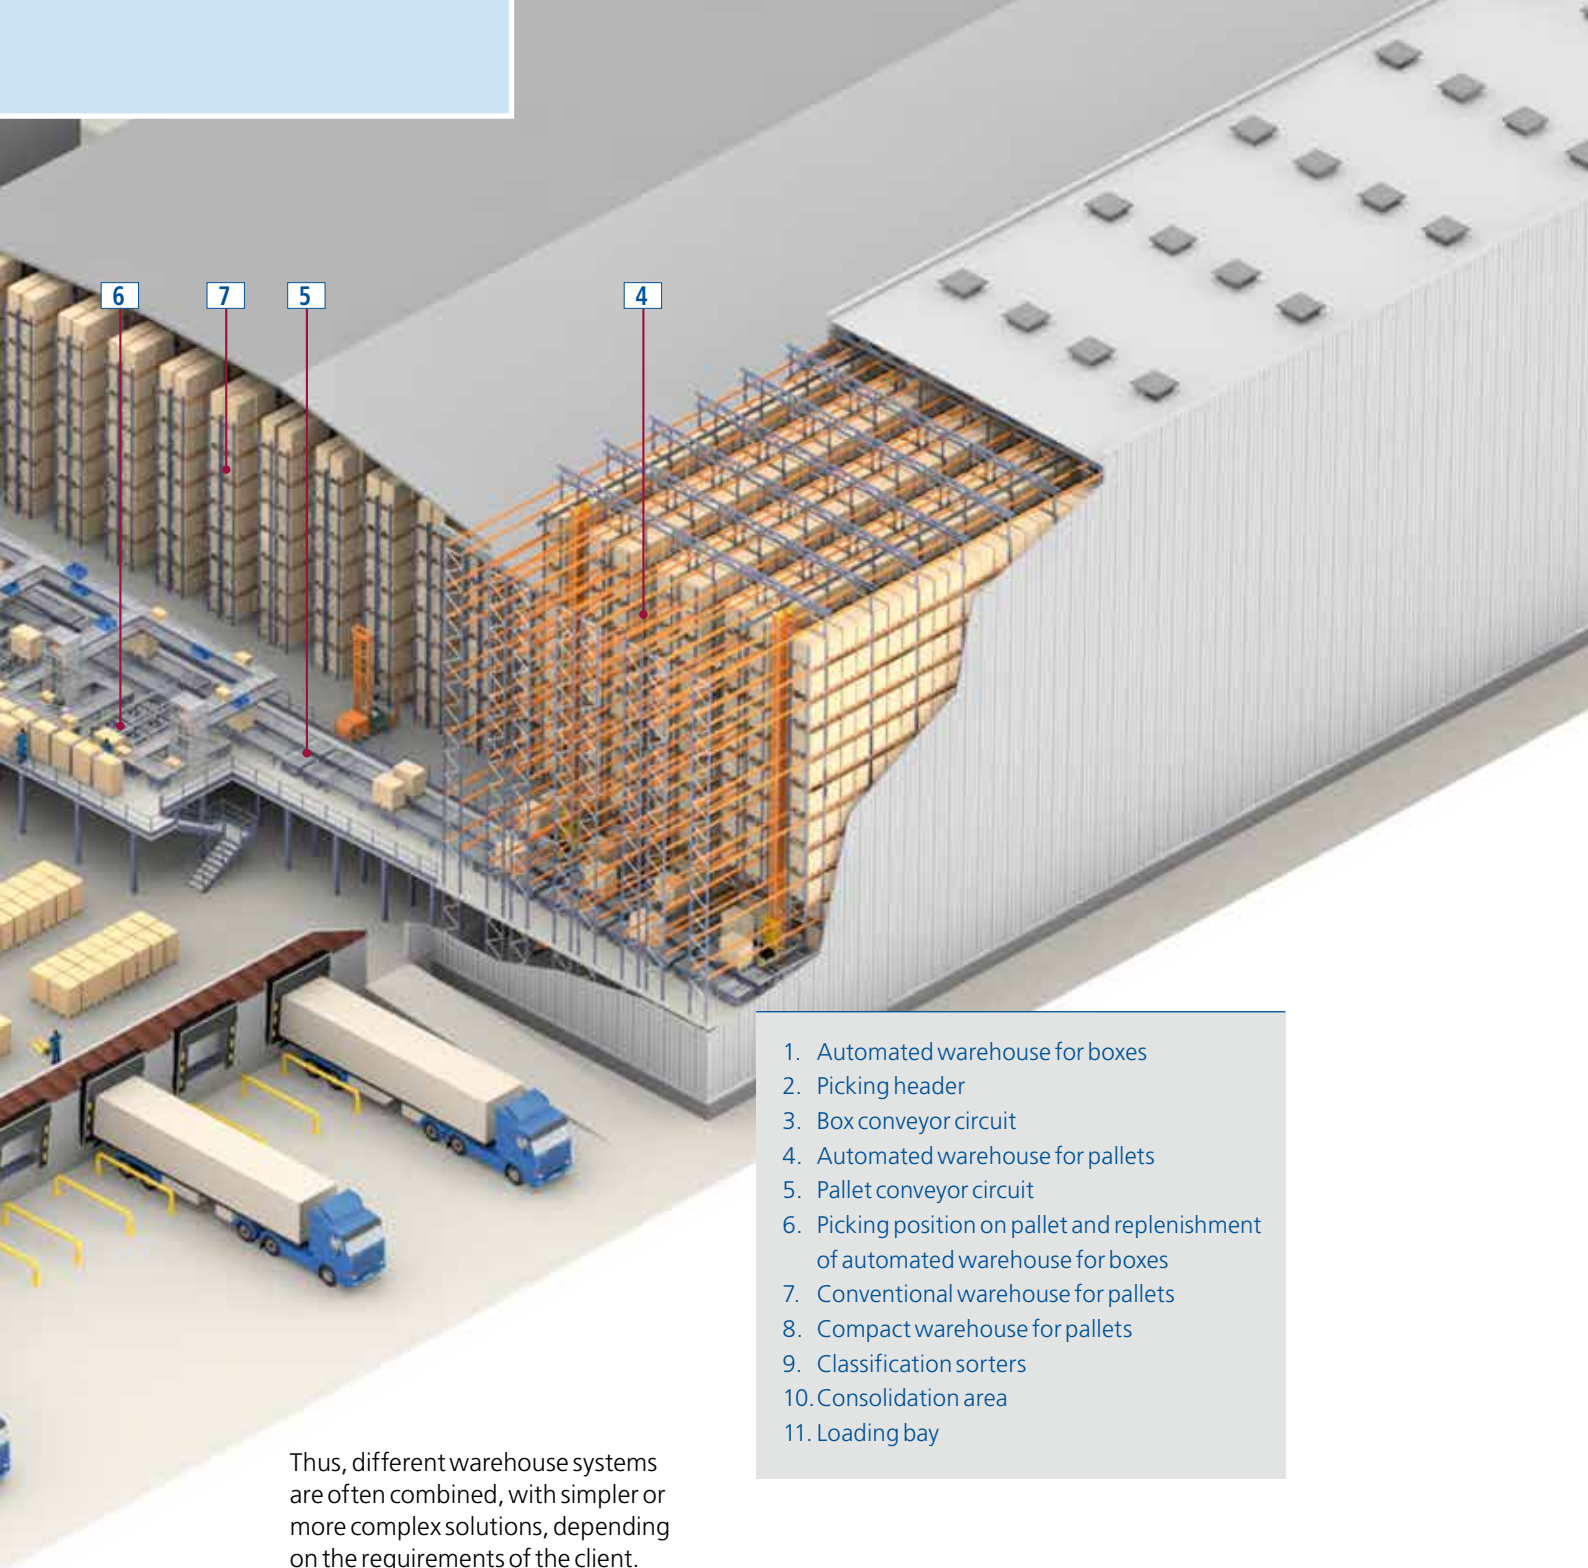 6 7 5 4
1. Automated warehouse for boxes
2. Picking header
3. Box conveyor circuit
4. Automated warehouse for pallets
5. Pallet conveyor circuit
6. Picking position on pallet and replenishment
of automated warehouse for boxes
7. Conventional warehouse for pallets
8. Compact warehouse for pallets
9. Classification sorters
10. Consolidation area
11. Loading bay
Thus, different warehouse systems
are often combined, with simpler or
more complex solutions, depending
on the requirements of the client.